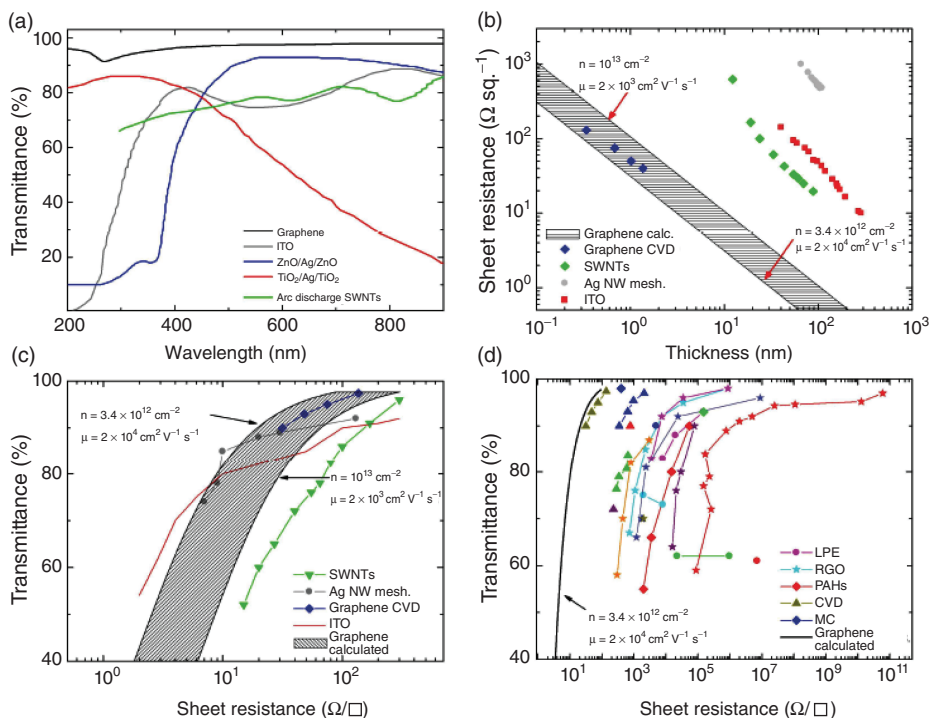 (a)
100
80
60
40
20
Transmittance (%)
Graphene
ITO
ZnO/Ag/ZnO
TiO₂/Ag/TiO₂
Arc discharge SWNTs
200 400 600 800
Wavelength (nm)
(b)
10³
10²
10¹
10⁰
Sheet resistance (Ω sq.⁻¹)
n = 10¹³ cm⁻²
μ = 2 × 10³ cm² V⁻¹ s⁻¹
n = 3.4 × 10¹² cm⁻²
μ = 2 × 10⁴ cm² V⁻¹ s⁻¹
Graphene calc.
Graphene CVD
SWNTs
Ag NW mesh.
ITO
10⁻¹ 10⁰ 10¹ 10² 10³
Thickness (nm)
(c)
100
80
60
40
Transmittance (%)
n = 3.4 × 10¹² cm⁻²
μ = 2 × 10⁴ cm² V⁻¹ s⁻¹
n = 10¹³ cm⁻²
μ = 2 × 10³ cm² V⁻¹ s⁻¹
SWNTs
Ag NW mesh.
Graphene CVD
ITO
Graphene
calculated
10⁰ 10¹ 10²
Sheet resistance (Ω/□)
(d)
100
80
60
40
Transmittance (%)
n = 3.4 × 10¹² cm⁻²
μ = 2 × 10⁴ cm² V⁻¹ s⁻¹
LPE
RGO
PAHs
CVD
MC
Graphene
calculated
10¹ 10³ 10⁵ 10⁷ 10⁹ 10¹¹
Sheet resistance (Ω/□)